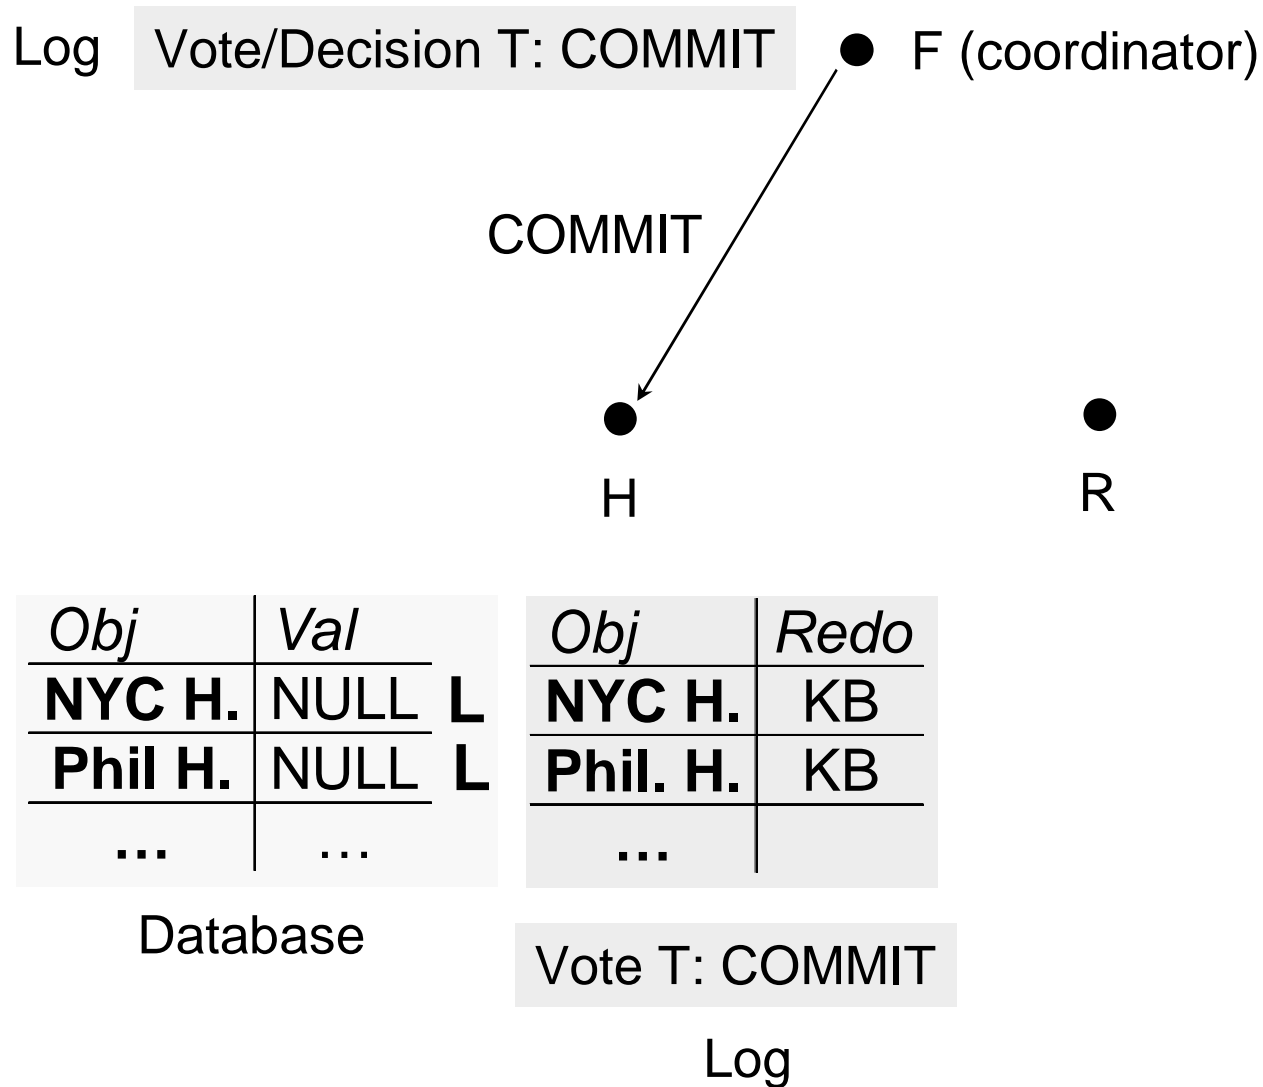 Log Vote/Decision T: COMMIT F (coordinator)
COMMIT
H R
Obj Val
NYC H. NULL L
Phil H. NULL L
... ...
Database
Obj Redo
NYC H. KB
Phil. H. KB
...
Vote T: COMMIT
Log